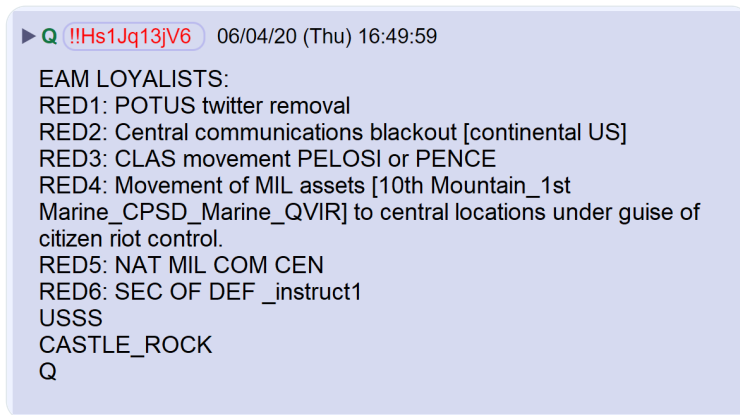 Q !!Hs1Jq13jV6 06/04/20 (Thu) 16:49:59
EAM LOYALISTS:
RED1: POTUS twitter removal
RED2: Central communications blackout [continental US]
RED3: CLAS movement PELOSI or PENCE
RED4: Movement of MIL assets [10th Mountain_1st
Marine_CPSD_Marine_QVIR] to central locations under guise of
citizen riot control.
RED5: NAT MIL COM CEN
RED6: SEC OF DEF _instruct1
USSS
CASTLE_ROCK
Q